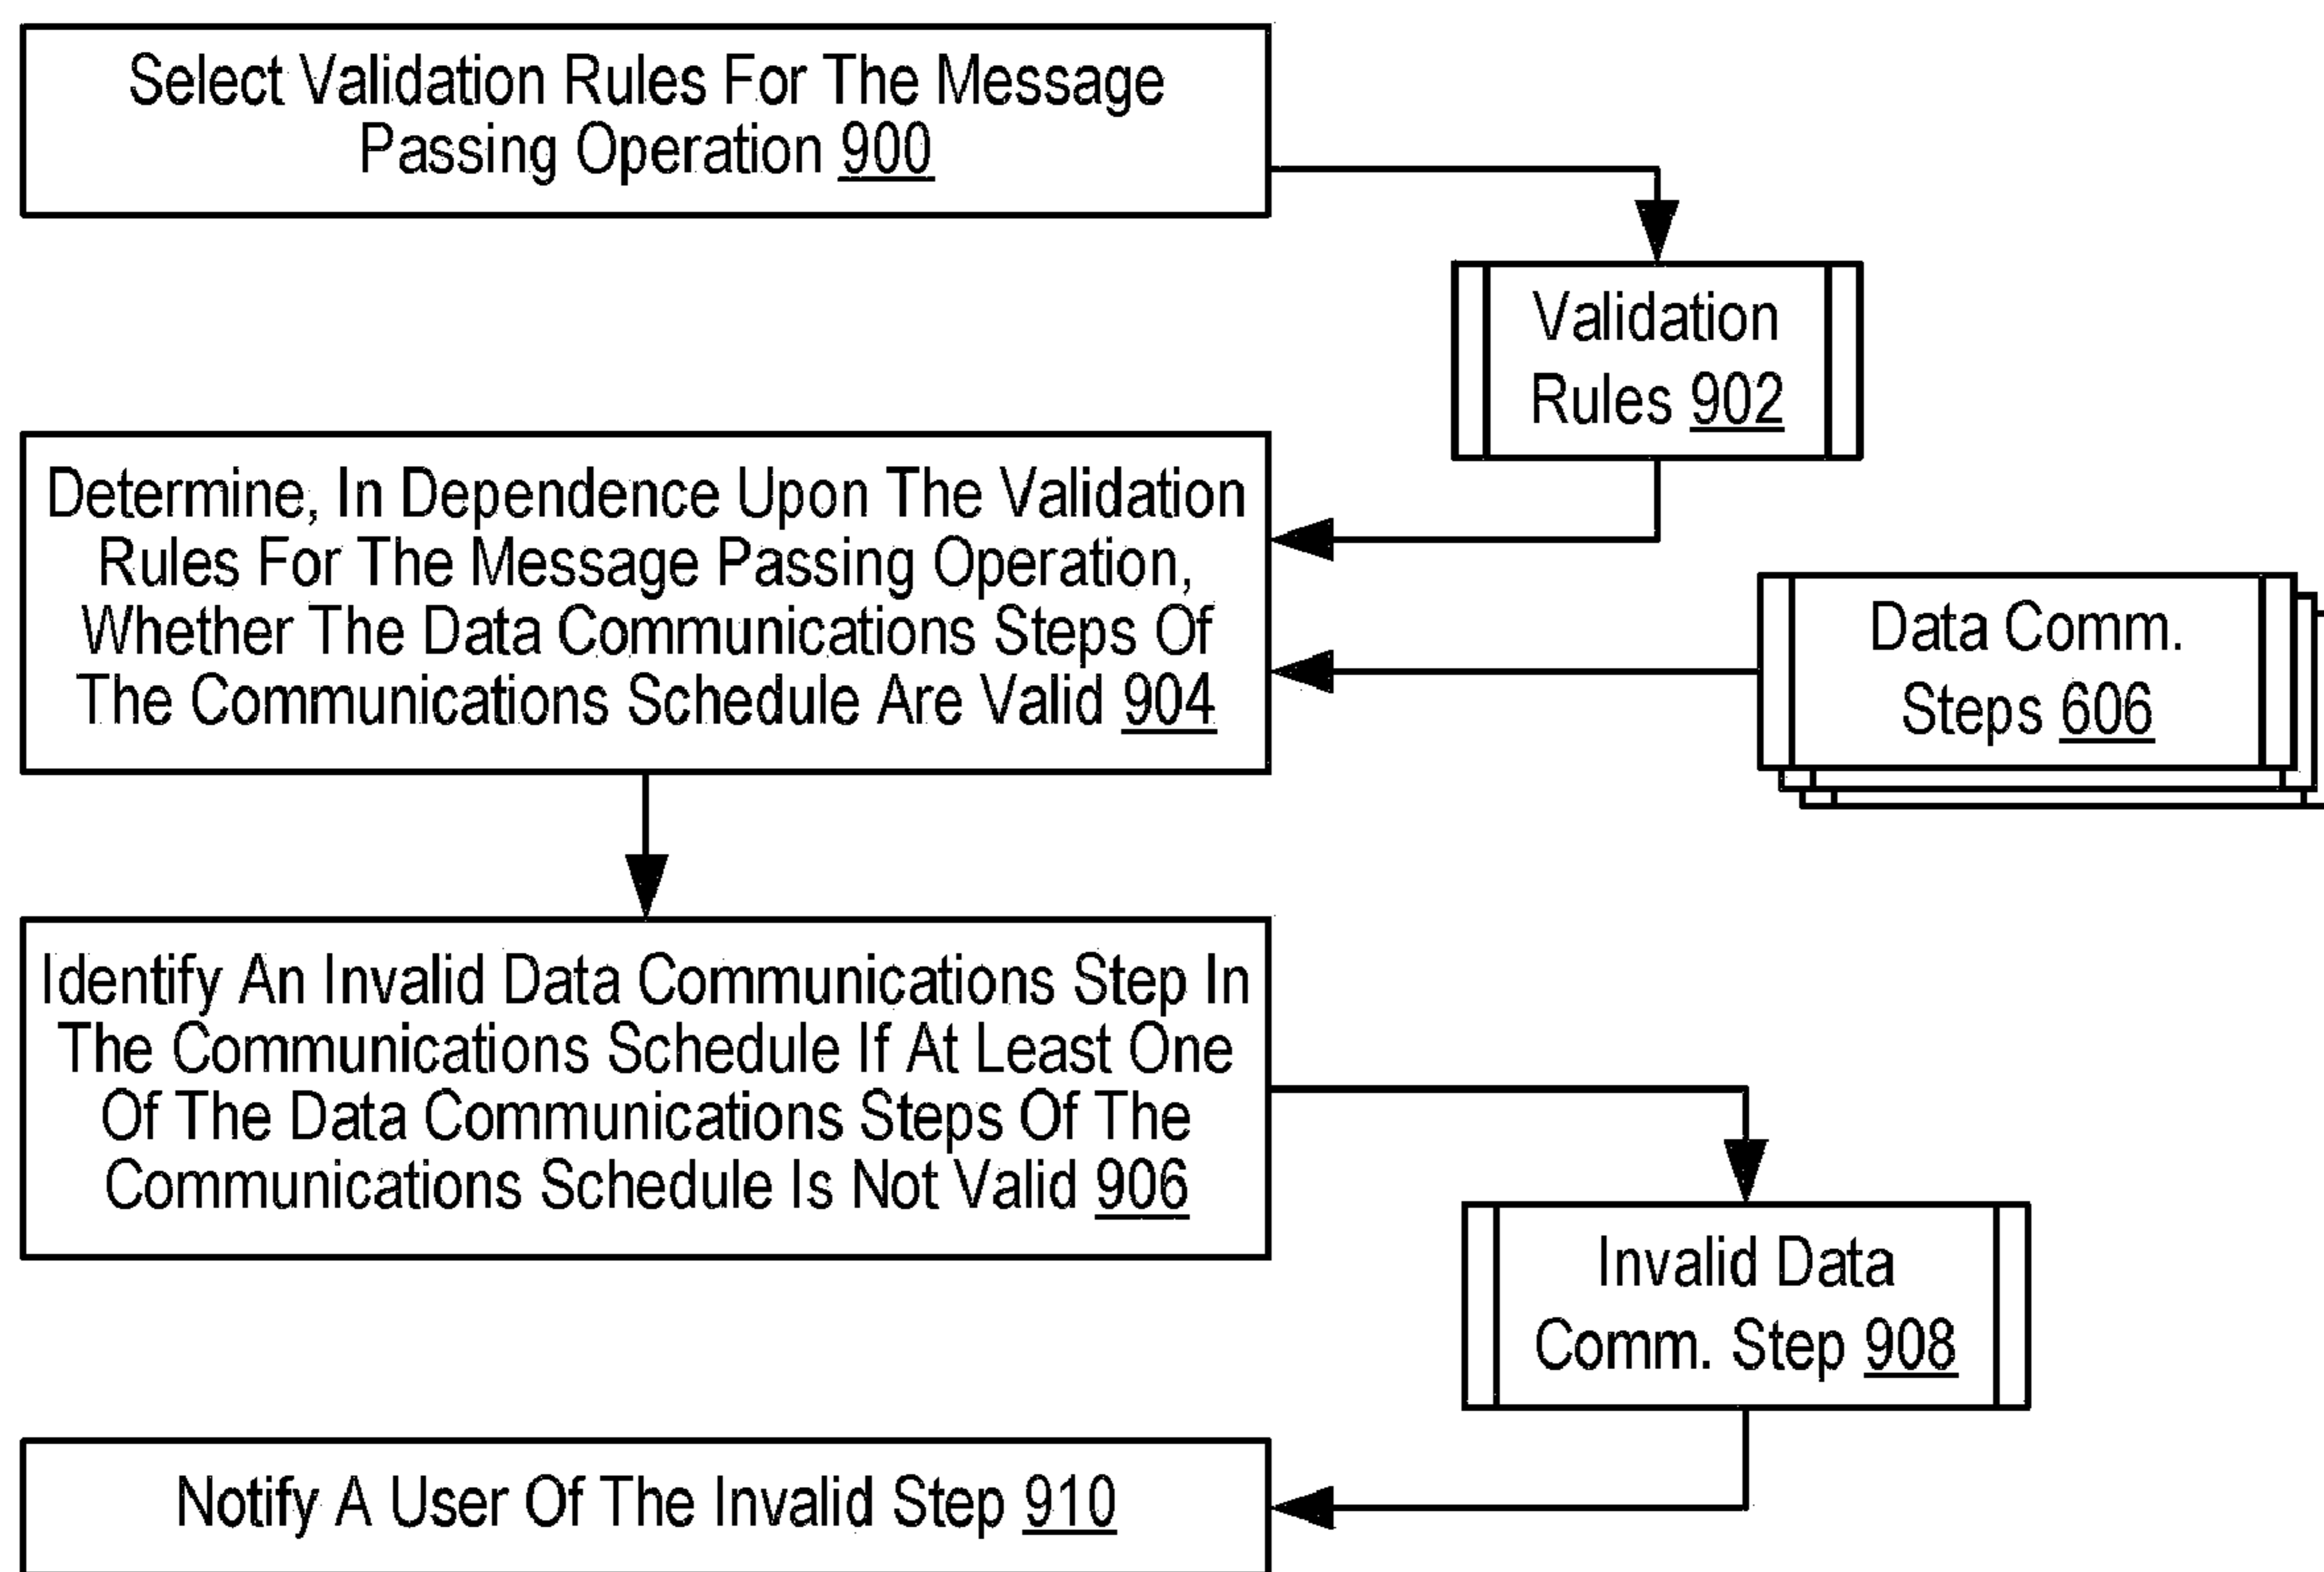 Select Validation Rules For The Message
Passing Operation 900
Validation
Rules 902
Determine, In Dependence Upon The Validation
Rules For The Message Passing Operation,
Whether The Data Communications Steps Of
The Communications Schedule Are Valid 904
Data Comm.
Steps 606
Identify An Invalid Data Communications Step In
The Communications Schedule If At Least One
Of The Data Communications Steps Of The
Communications Schedule Is Not Valid 906
Invalid Data
Comm. Step 908
Notify A User Of The Invalid Step 910